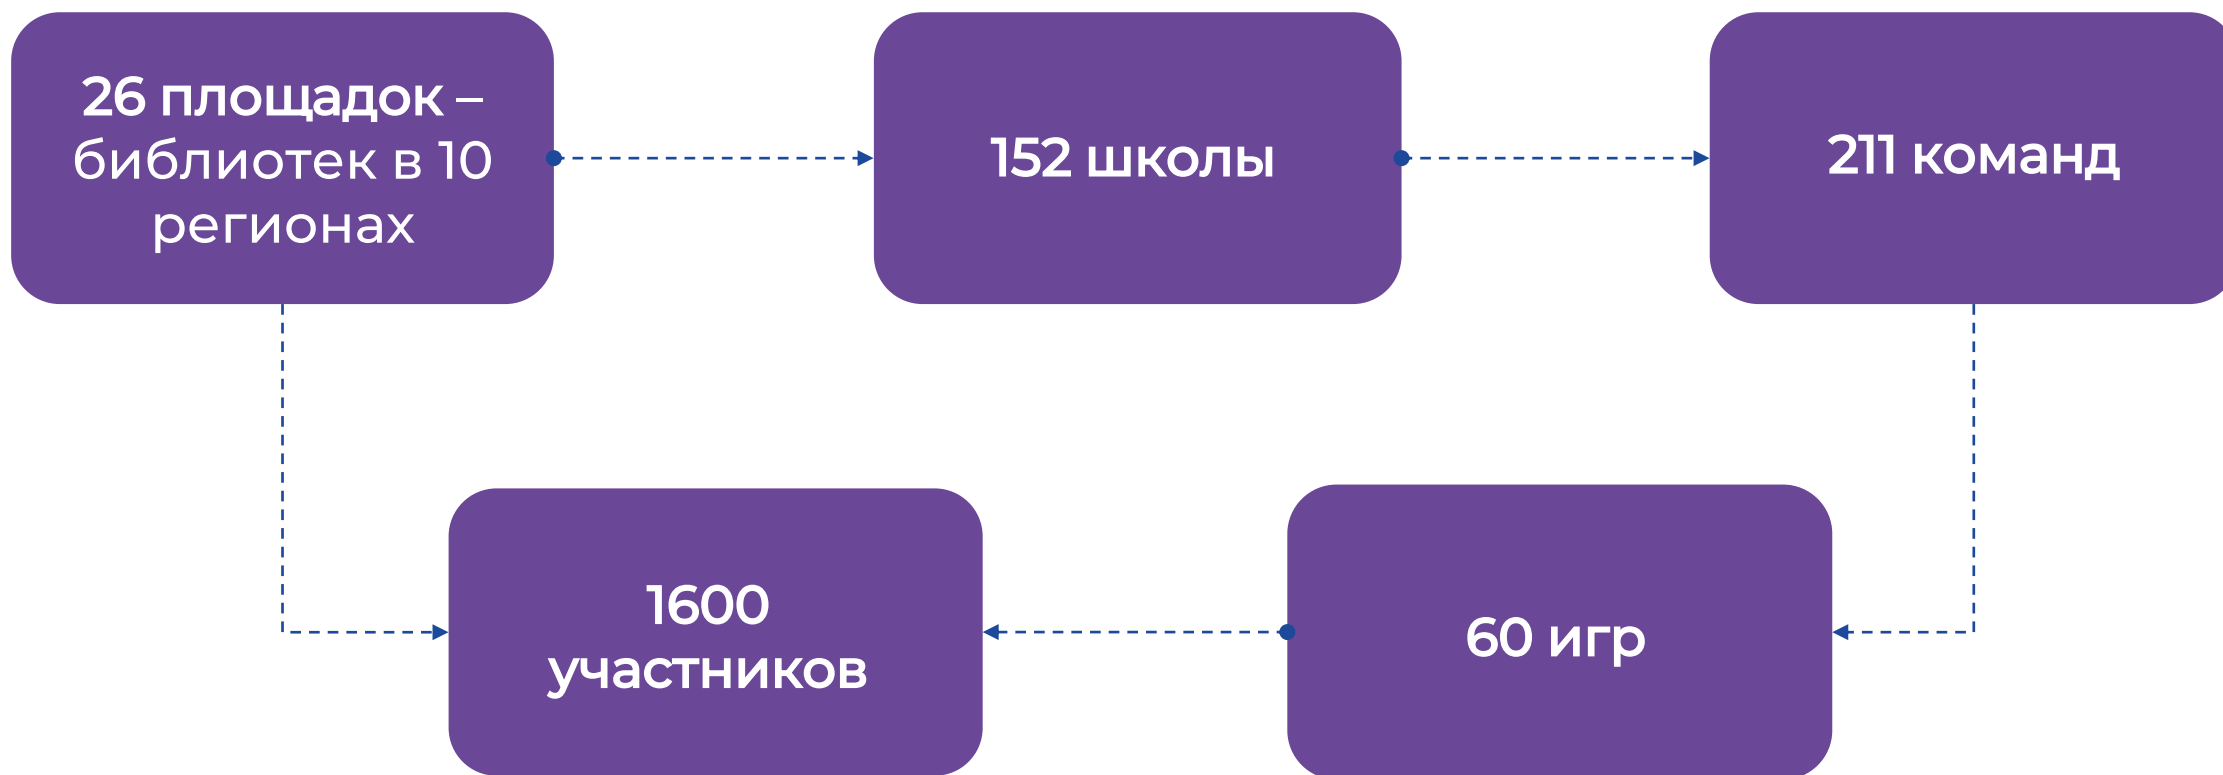 26 площадок –
библиотек в 10
регионах
152 школы
211 команд
1600
участников
60 игр